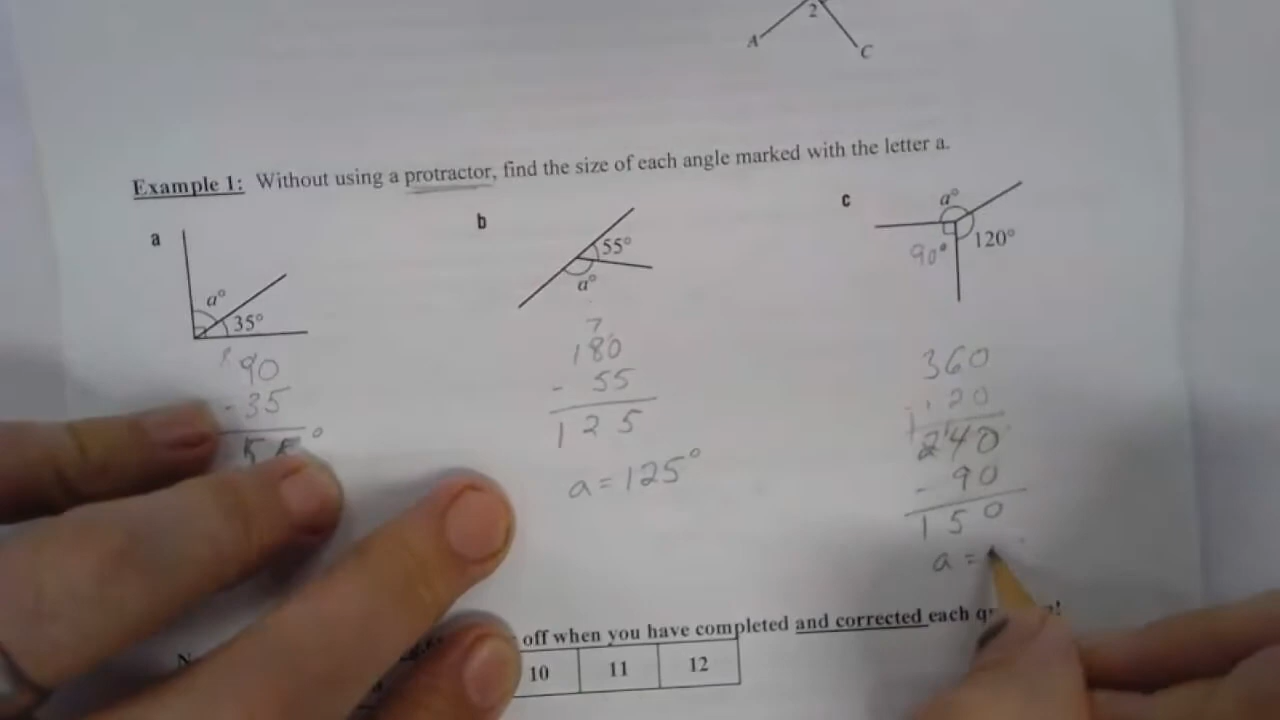 2
A
C
Example 1: Without using a protractor, find the size of each angle marked with the letter a.
a
a°
35°
90
- 35
55°
b
55°
a°
7
180
- 55
125
a = 125°
c
a°
90°
120°
360
120
240
- 90
150
a =
off when you have completed and corrected each
10 11 12